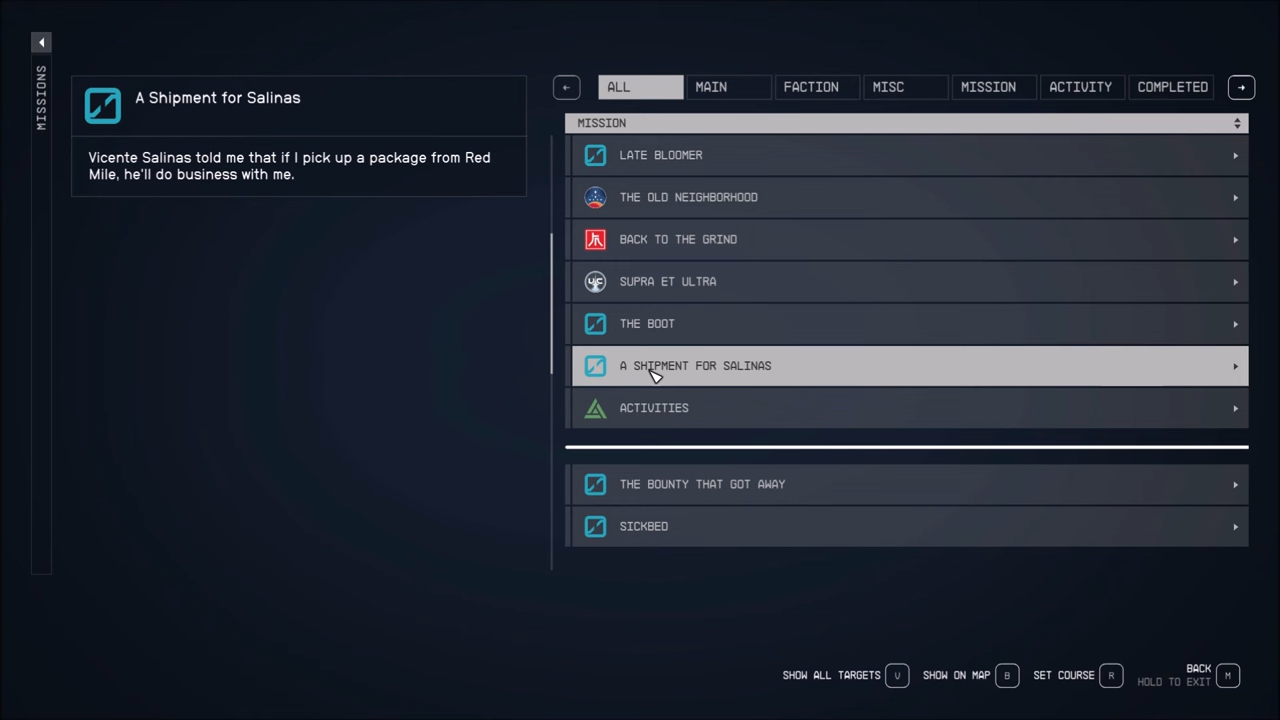 MISSIONS
A Shipment for Salinas
Vicente Salinas told me that if I pick up a package from Red
Mile, he'll do business with me.
ALL MAIN FACTION MISC MISSION ACTIVITY COMPLETED
MISSION
LATE BLOOMER
THE OLD NEIGHBORHOOD
BACK TO THE GRIND
UC
SUPRA ET ULTRA
THE BOOT
A SHIPMENT FOR SALINAS
ACTIVITIES
THE BOUNTY THAT GOT AWAY
SICKBED
SHOW ALL TARGETS V SHOW ON MAP B SET COURSE R BACK M
HOLD TO EXIT